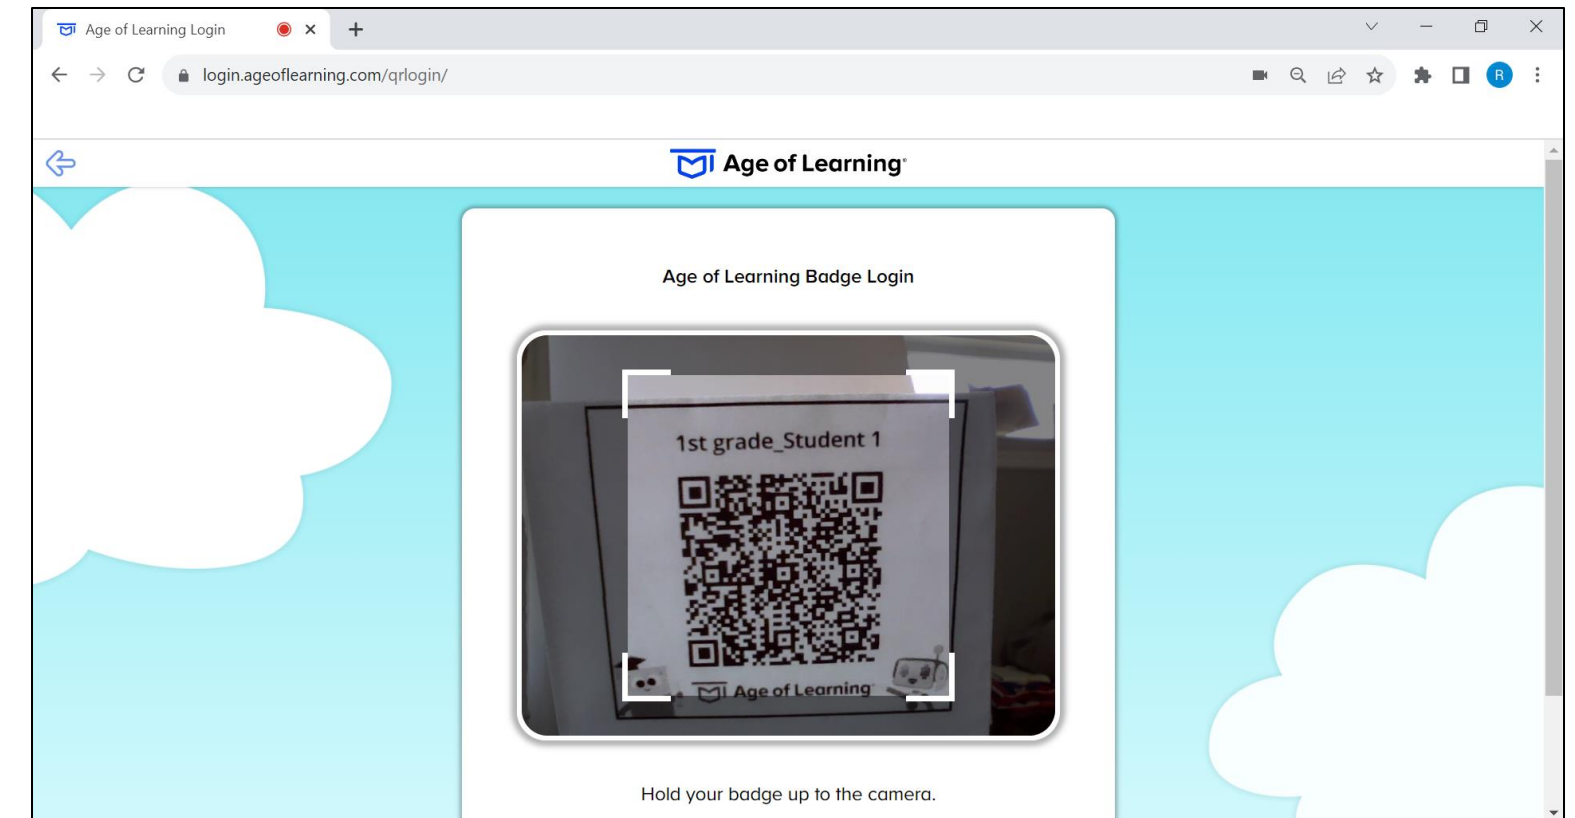 Age of Learning Login
login.ageoflearning.com/qrlogin/
R
Age of Learning
Age of Learning Badge Login
1st grade_Student 1
Age of Learning
Hold your badge up to the camera.